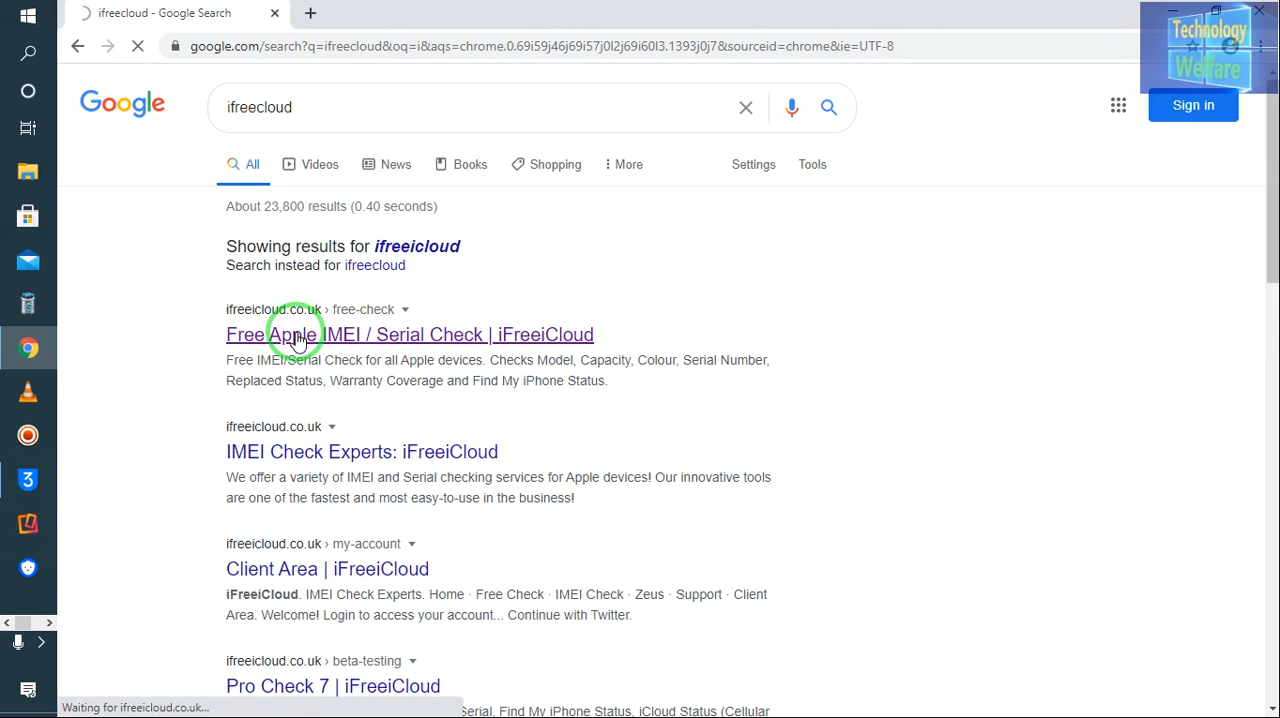 ifreecloud - Google Search
google.com/search?q=ifreecloud&oq=i&aqs=chrome.0.69i59j46j69i57j0l2j69i60l3.1393j0j7&sourceid=chrome&ie=UTF-8
Technology
Welfare
Google
ifreecloud
Sign in
All Videos News Books Shopping More Settings Tools
About 23,800 results (0.40 seconds)
Showing results for ifreeicloud
Search instead for ifreecloud
ifreeicloud.co.uk › free-check
Free Apple IMEI / Serial Check | iFreeiCloud
Free IMEI/Serial Check for all Apple devices. Checks Model, Capacity, Colour, Serial Number,
Replaced Status, Warranty Coverage and Find My iPhone Status.
ifreeicloud.co.uk
IMEI Check Experts: iFreeiCloud
We offer a variety of IMEI and Serial checking services for Apple devices! Our innovative tools
are one of the fastest and most easy-to-use in the business!
ifreeicloud.co.uk › my-account
Client Area | iFreeiCloud
iFreeiCloud. IMEI Check Experts. Home · Free Check · IMEI Check · Zeus · Support · Client
Area. Welcome! Login to access your account... Continue with Twitter.
ifreeicloud.co.uk › beta-testing
Pro Check 7 | iFreeiCloud
Serial, Find My iPhone Status, iCloud Status (Cellular
Waiting for ifreeicloud.co.uk...